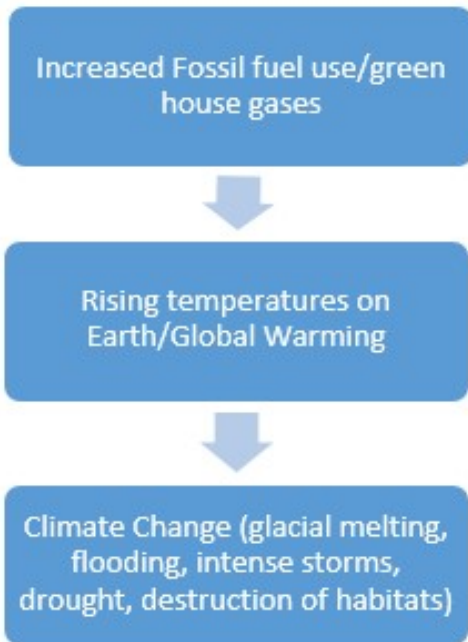 Increased Fossil fuel use/green
house gases
Rising temperatures on
Earth/Global Warming
Climate Change (glacial melting,
flooding, intense storms,
drought, destruction of habitats)